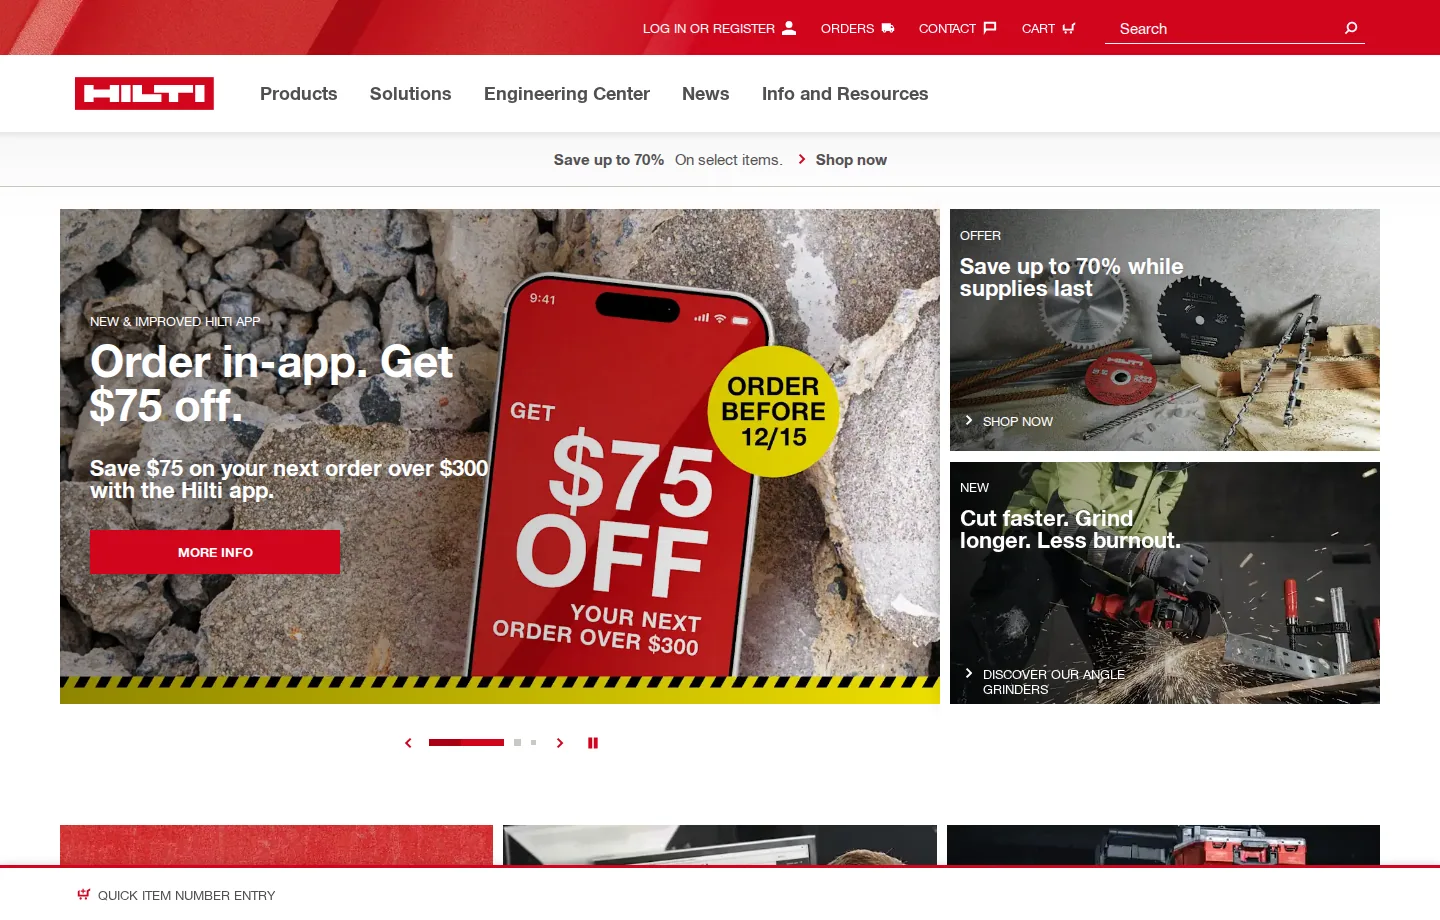 LOG IN OR REGISTER
ORDERS
CONTACT
CART
Search
HILTI
Products
Solutions
Engineering Center
News
Info and Resources
Save up to 70% On select items. Shop now
NEW & IMPROVED HILTI APP
Order in-app. Get
$75 off.
Save $75 on your next order over $300
with the Hilti app.
MORE INFO
9:41
GET
$75
OFF
YOUR NEXT
ORDER OVER $300
ORDER
BEFORE
12/15
OFFER
Save up to 70% while
supplies last
HILTI
SHOP NOW
NEW
Cut faster. Grind
longer. Less burnout.
DISCOVER OUR ANGLE
GRINDERS
QUICK ITEM NUMBER ENTRY